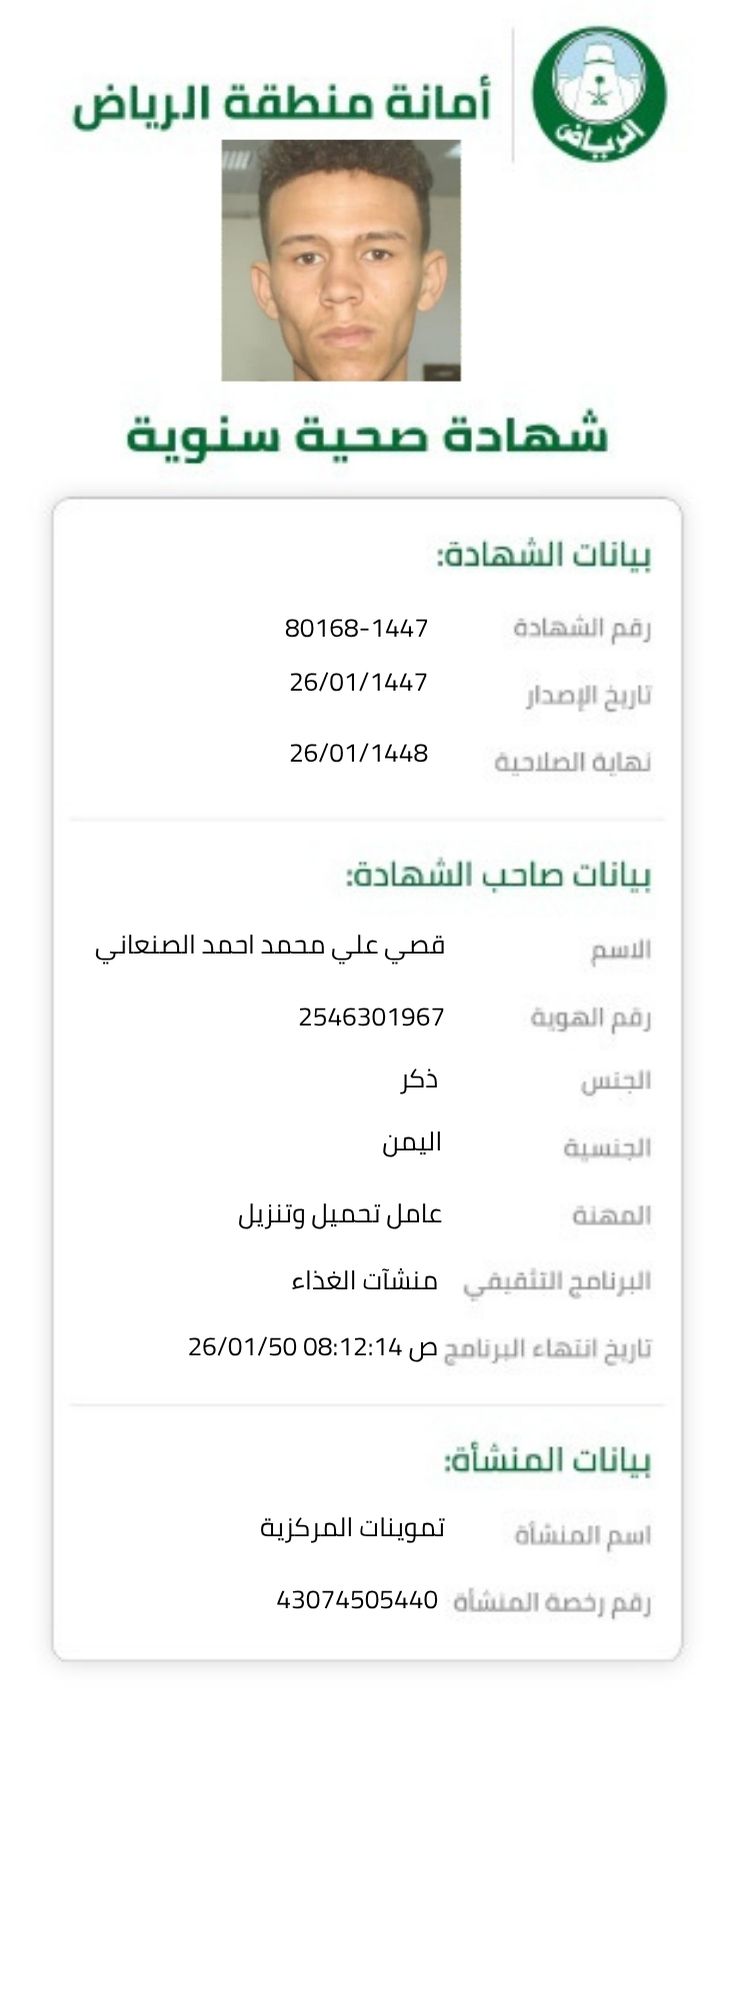 أمانة منطقة الرياض
الرياض
شهادة صحية سنوية
بيانات الشهادة:
رقم الشهادة 80168-1447
تاريخ الإصدار 26/01/1447
نهاية الصلاحية 26/01/1448
بيانات صاحب الشهادة:
الاسم قصي علي محمد احمد الصنعاني
رقم الهوية 2546301967
الجنس ذكر
الجنسية اليمن
المهنة عامل تحميل وتنزيل
البرنامج التثقيفي منشآت الغذاء
تاريخ انتهاء البرنامج ص 08:12:14 26/01/50
بيانات المنشأة:
اسم المنشأة تموينات المركزية
رقم رخصة المنشأة 43074505440